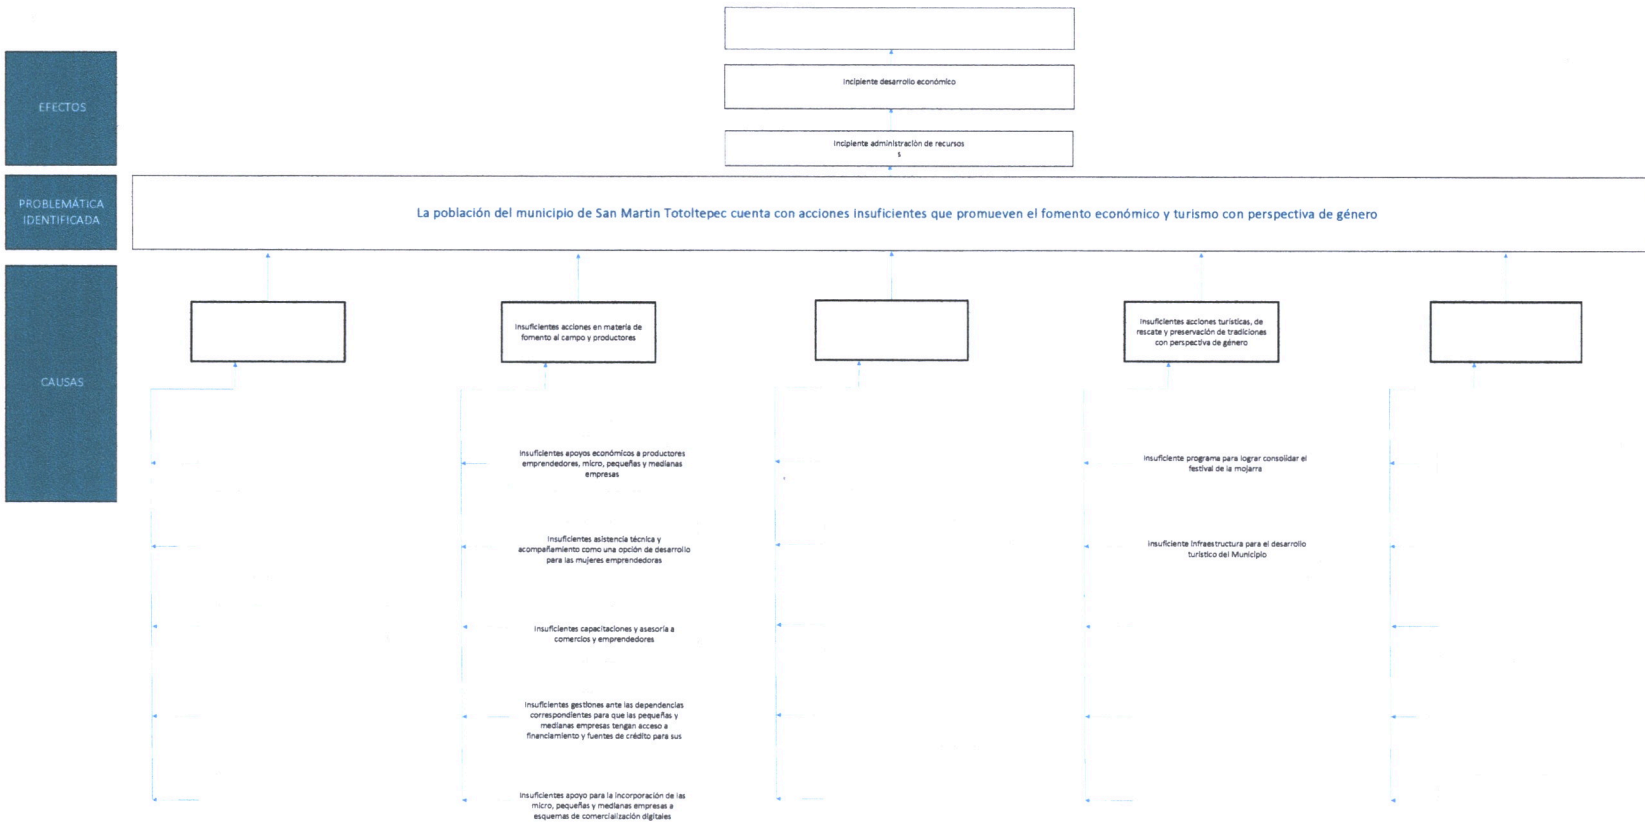 EFECTOS
Incipiente desarrollo económico
Incipiente administración de recursos
s
PROBLEMÁTICA
IDENTIFICADA
La población del municipio de San Martin Totoltepec cuenta con acciones insuficientes que promueven el fomento económico y turismo con perspectiva de género
CAUSAS
Insuficientes acciones en materia de
fomento al campo y productores
Insuficientes apoyos económicos a productores
emprendedores, micro, pequeñas y medianas
empresas
Insuficientes asistencia técnica y
acompañamiento como una opción de desarrollo
para las mujeres emprendedoras
Insuficientes capacitaciones y asesoría a
comercios y emprendedores
Insuficientes gestiones ante las dependencias
correspondientes para que las pequeñas y
medianas empresas tengan acceso a
financiamiento y fuentes de crédito para sus
Insuficientes apoyo para la incorporación de las
micro, pequeñas y medianas empresas a
esquemas de comercialización digitales
Insuficientes acciones turísticas, de
rescate y preservación de tradiciones
con perspectiva de género
Insuficiente programa para lograr consolidar el
festival de la mojarra
Insuficiente infraestructura para el desarrollo
turístico del Municipio